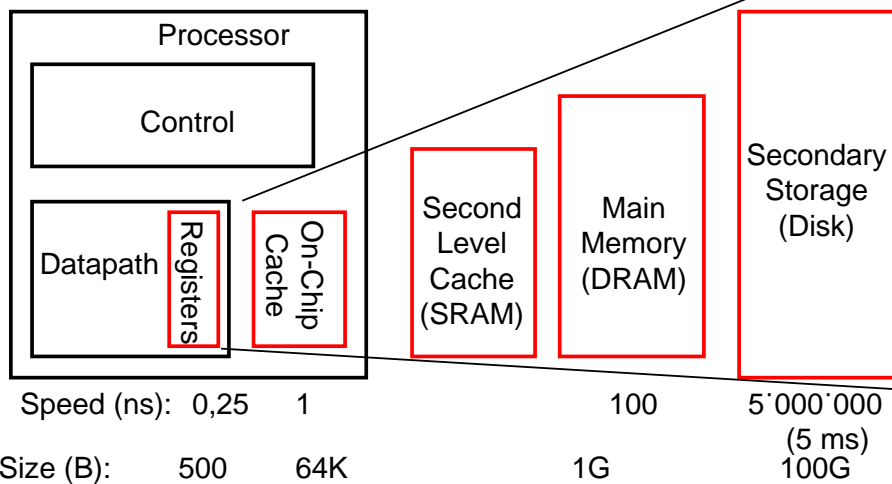 Processor
Control
Datapath
Registers
On-Chip
Cache
Second
Level
Cache
(SRAM)
Main
Memory
(DRAM)
Secondary
Storage
(Disk)
Speed (ns): 0,25 1 100 5˙000˙000
(5 ms)
Size (B): 500 64K 1G 100G